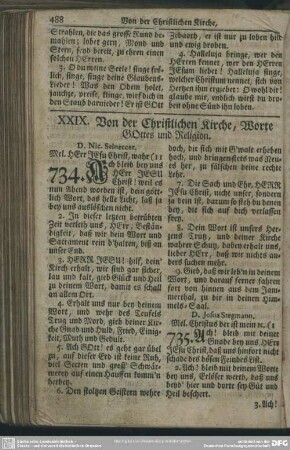 488 Von der Christlichen Kirche,
Strahlen, die das große Rund be-
mahlen; lobet gern, Mond und
Stern, seyd bereit, zu ehren einen
solchen HErren.
3. O du meine Seele! singe frö-
lich, singe, singe deine Glaubens-
Lieder! Was den Odem holet,
jauchze, preise, klinge, wirf dich in
den Staub darnieder! Er ist GOtt
Zebaoth, er ist nur zu loben hier
und ewig droben.
4. Halleluja bringe, wer den
HErren kennet, wer den HErren
JEsum liebet! Halleluja singe,
welcher Christum nennet, sich von
Herzen ihm ergiebet: O wohl dir!
glaube mir, endlich wirst du dro-
ben ohne Sünd ihn loben.
XXIX. Von der Christlichen Kirche, Worte
GOttes und Religion.
D. Nic. Selneccer.
Mel. HErr JEsu Christ, wahr (11
734. Ach bleib bey uns
HErr JESU
Christ! weil es
nun Abend worden ist, dein gött-
lich Wort, das helle Licht, laß ja
bey uns auslöschen nicht.
2. In dieser letzten betrübten
Zeit verleih uns, HErr, Bestän-
digkeit, daß wir dein Wort und
Sacrament rein b'halten, biß an
unser End.
3. HERR JESU! hilf, dein'
Kirch erhalt, wir sind gar sicher,
faul und kalt, gieb Glück und Heil
zu deinem Wort, damit es schall
an allem Ort.
4. Erhalt uns nur bey deinem
Wort, und wehr des Teufels
Trug und Mord, gieb deiner Kir-
che Gnad und Huld, Fried, Einig-
keit, Muth und Gedult.
5. Ach GOtt! es geht gar übel
zu, auf dieser Erd ist keine Ruh,
viel Secten und groß' Schwär-
merey auf einen Hauffen kommn
herbey.
6. Den stoltzen Geistern wehre
doch, die sich mit G'walt erheben
hoch, und bringen stets was Neu-
es her, zu fälschen deine rechte
Lehr.
7. Die Sach und Ehr, HERR
JEsu Christ, nicht unser, sondern
dein ja ist, darum so steh du denen
bey, die sich auf dich verlassen
frey.
8. Dein Wort ist unsers Her-
zens Trutz, und deiner Kirche
wahrer Schutz, dabey erhalt uns,
lieber HErr, daß wir nichts an-
ders suchen mehr.
9. Gieb, daß wir leb'n in deinem
Wort, und darauf ferner fahren
fort von hinnen aus dem Jam-
merthal, zu dir in deinen Himm-
els-Saal.
D. Josua Stegmann.
Mel. Christus der ist mein rc. (1
735. Ach! bleib mit deiner
Gnade bey uns, HErr
JEsu Christ, daß uns hinfort nicht
schade des bösen Feindes List.
2. Ach! bleib mit deinem Worte
bey uns, Erlöser werth, daß uns
beyd' hier und dorte sey Güt und
Heil beschert.
3. Ach!